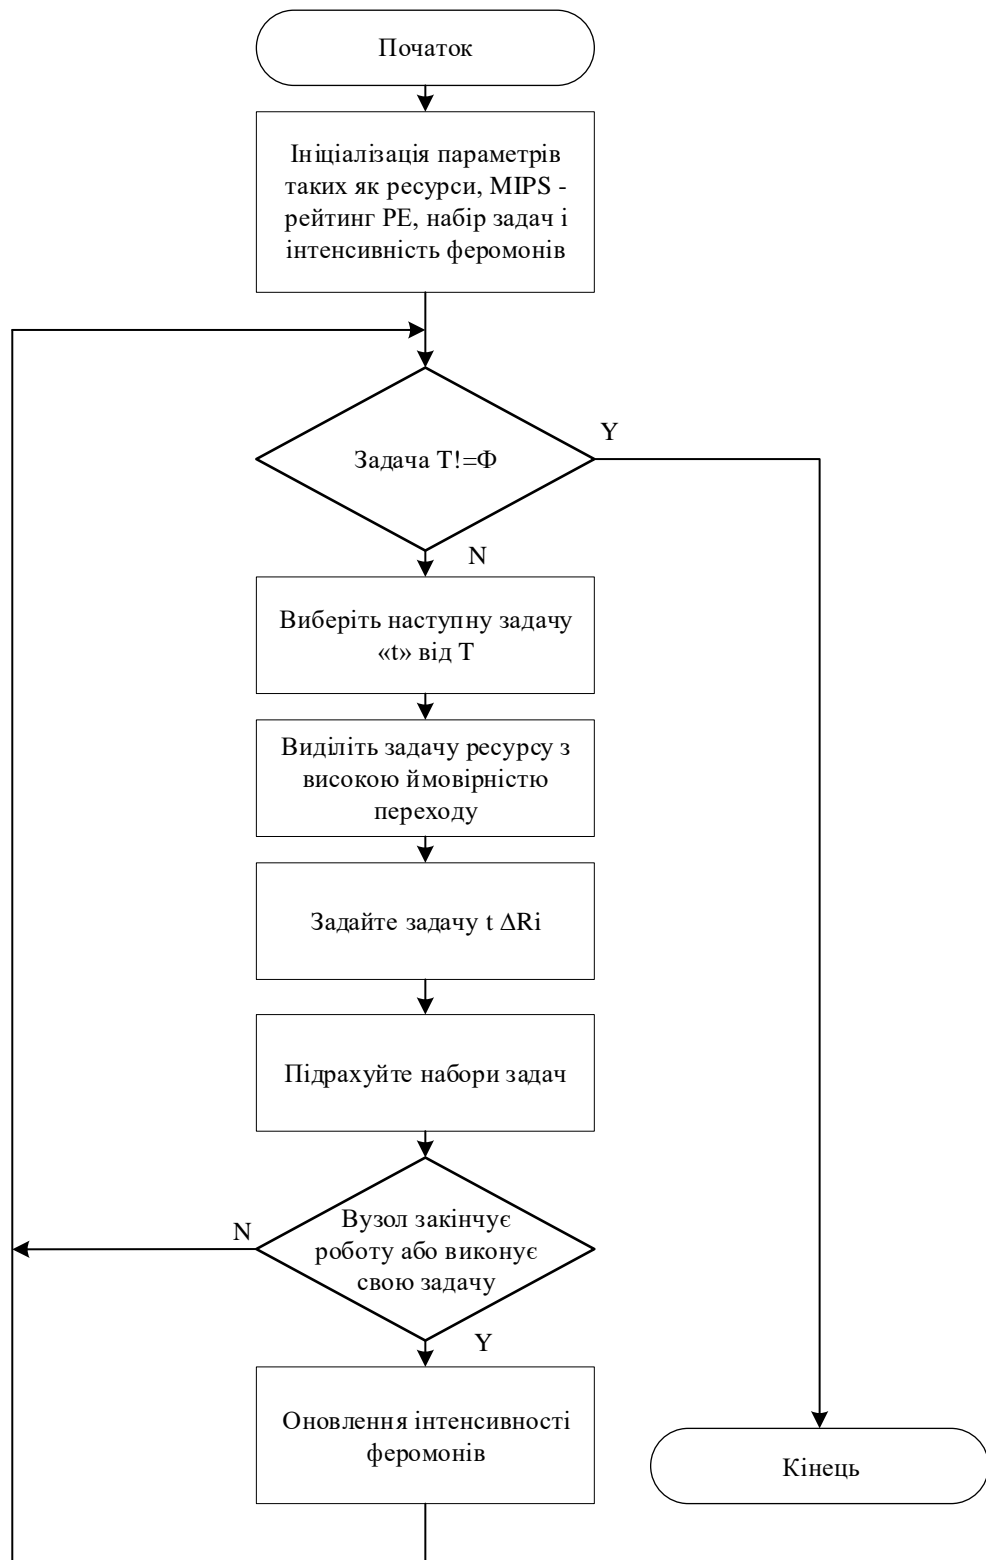 Початок
Ініціалізація параметрів
таких як ресурси, MIPS -
рейтинг PE, набір задач і
інтенсивність феромонів
Задача T!=Ф
Y
N
Виберіть наступну задачу
«t» від T
Виділіть задачу ресурсу з
високою ймовірністю
переходу
Задайте задачу t ΔRi
Підрахуйте набори задач
N
Вузол закінчує
роботу або виконує
свою задачу
Y
Оновлення інтенсивності
феромонів
Кінець